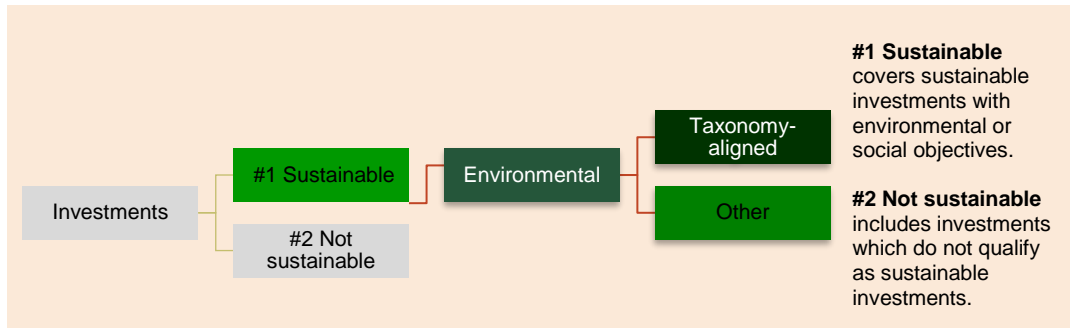 Investments
#1 Sustainable
#2 Not
sustainable
Environmental
Taxonomy-
aligned
Other
#1 Sustainable
covers sustainable
investments with
environmental or
social objectives.
#2 Not sustainable
includes investments
which do not qualify
as sustainable
investments.